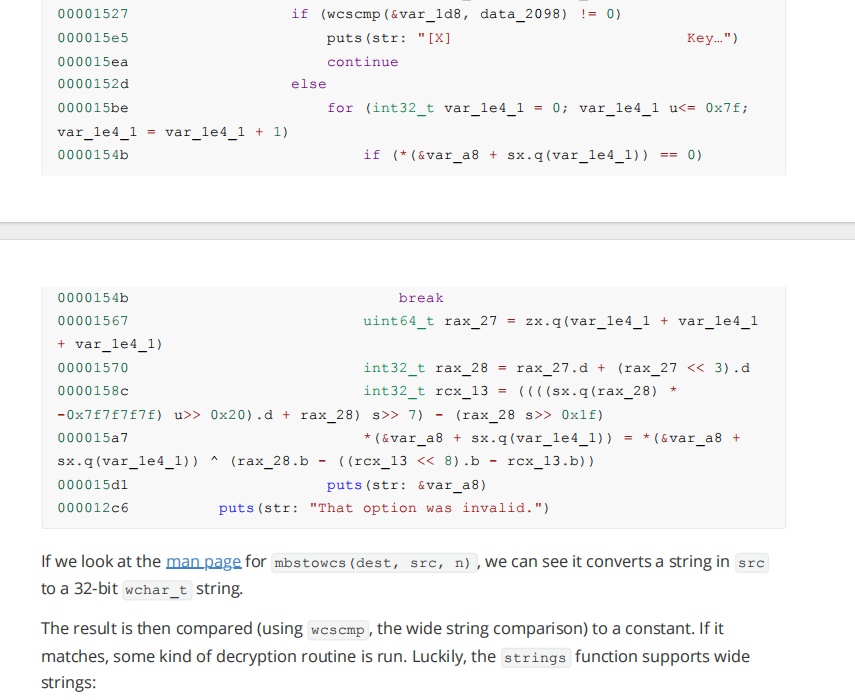 00001527 if (wcscmp(&var_1d8, data_2098) != 0)
000015e5 puts(str: "[X] Key…")
000015ea continue
0000152d else
000015be for (int32_t var_1e4_1 = 0; var_1e4_1 u<= 0x7f;
var_1e4_1 = var_1e4_1 + 1)
0000154b if (*(&var_a8 + sx.q(var_1e4_1)) == 0)
0000154b break
00001567 uint64_t rax_27 = zx.q(var_1e4_1 + var_1e4_1
+ var_1e4_1)
00001570 int32_t rax_28 = rax_27.d + (rax_27 << 3).d
0000158c int32_t rcx_13 = ((((sx.q(rax_28) *
-0x7f7f7f7f) u>> 0x20).d + rax_28) s>> 7) - (rax_28 s>> 0x1f)
000015a7 *(&var_a8 + sx.q(var_1e4_1)) = *(&var_a8 +
sx.q(var_1e4_1)) ^ (rax_28.b - ((rcx_13 << 8).b - rcx_13.b))
000015d1 puts(str: &var_a8)
000012c6 puts(str: "That option was invalid.")
If we look at the man page for mbstowcs(dest, src, n), we can see it converts a string in src
to a 32-bit wchar_t string.
The result is then compared (using wcscmp, the wide string comparison) to a constant. If it
matches, some kind of decryption routine is run. Luckily, the strings function supports wide
strings: